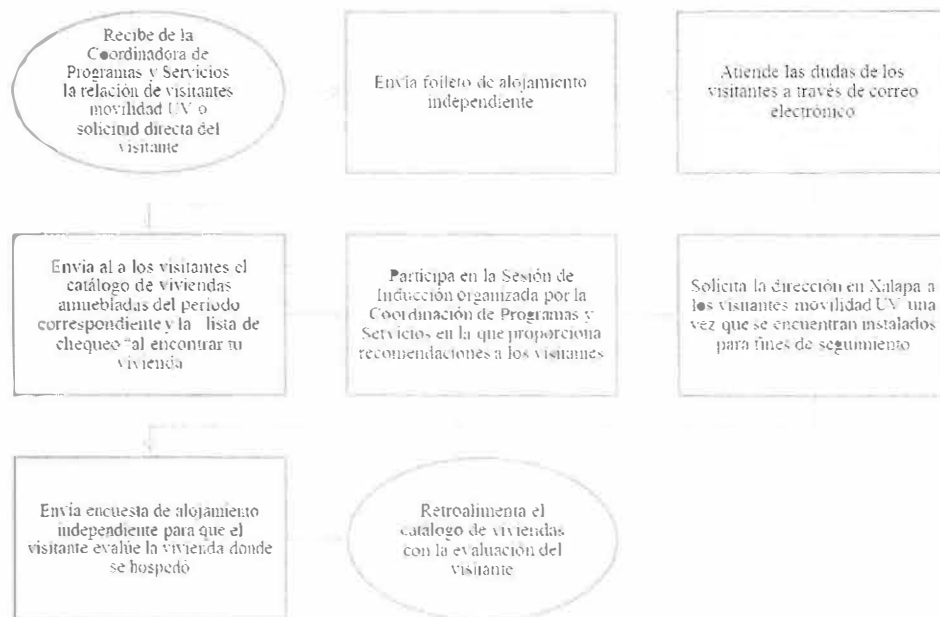 Recibe de la
Coordinadora de
Programas y Servicios
la relación de visitantes
movilidad UV o
solicitud directa del
visitante
Envía folleto de alojamiento
independiente
Atiende las dudas de los
visitantes a través de correo
electrónico
Envia al a los visitantes el
catálogo de viviendas
amuebladas del periodo
correspondiente y la lista de
chequeo "al encontrar tu
vivienda
Participa en la Sesión de
Inducción organizada por la
Coordinación de Programas y
Servicios en la que proporciona
recomendaciones a los visitantes
Solicita la dirección en Xalapa a
los visitantes movilidad UV una
vez que se encuentran instalados
para fines de seguimiento
Envía encuesta de alojamiento
independiente para que el
visitante evalúe la vivienda donde
se hospedó
Retroalimenta el
catálogo de viviendas
con la evaluación del
visitante